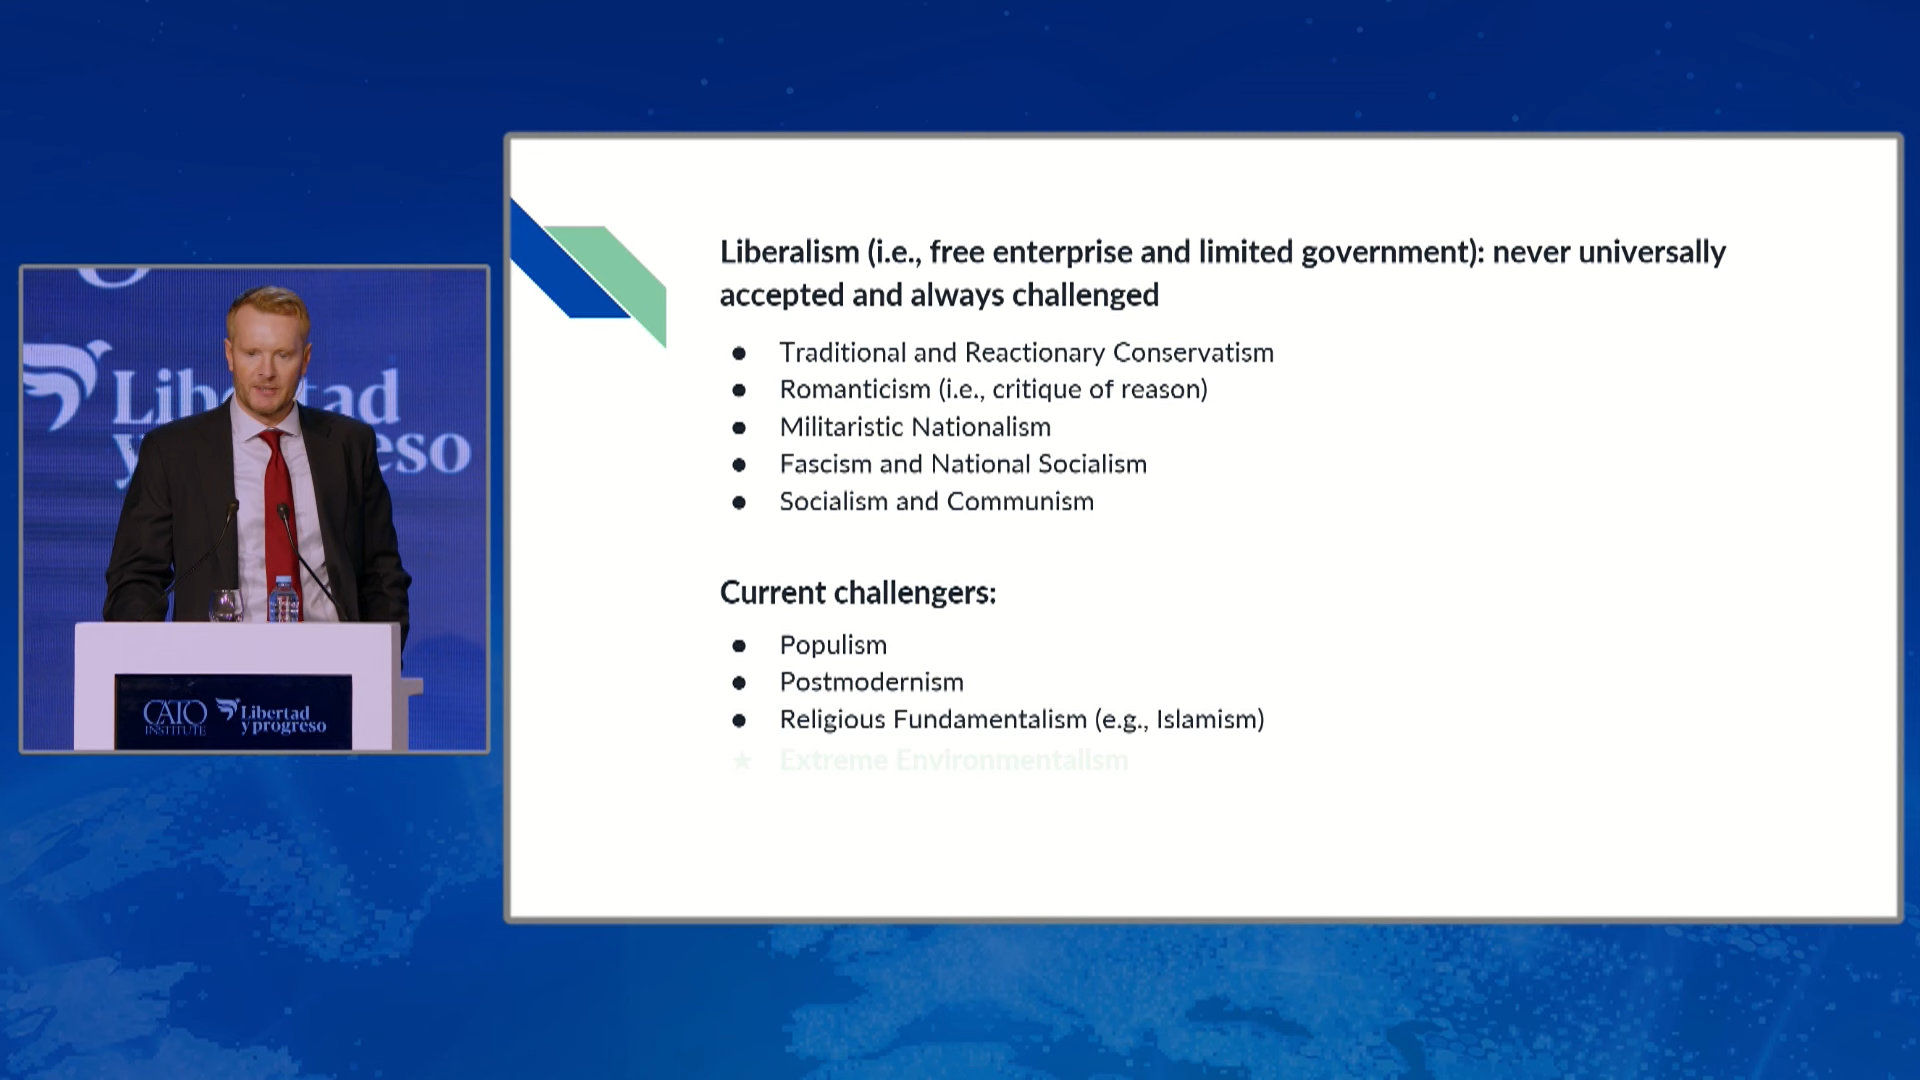 Liberalism (i.e., free enterprise and limited government): never universally
accepted and always challenged
● Traditional and Reactionary Conservatism
● Romanticism (i.e., critique of reason)
● Militaristic Nationalism
● Fascism and National Socialism
● Socialism and Communism
Current challengers:
● Populism
● Postmodernism
● Religious Fundamentalism (e.g., Islamism)
★ Extreme Environmentalism
CATO
INSTITUTE
Libertad
y progreso